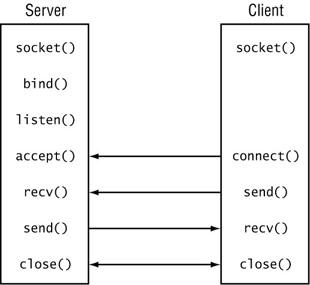 Server Client
socket() socket()
bind()
listen()
accept() connect()
recv() send()
send() recv()
close() close()